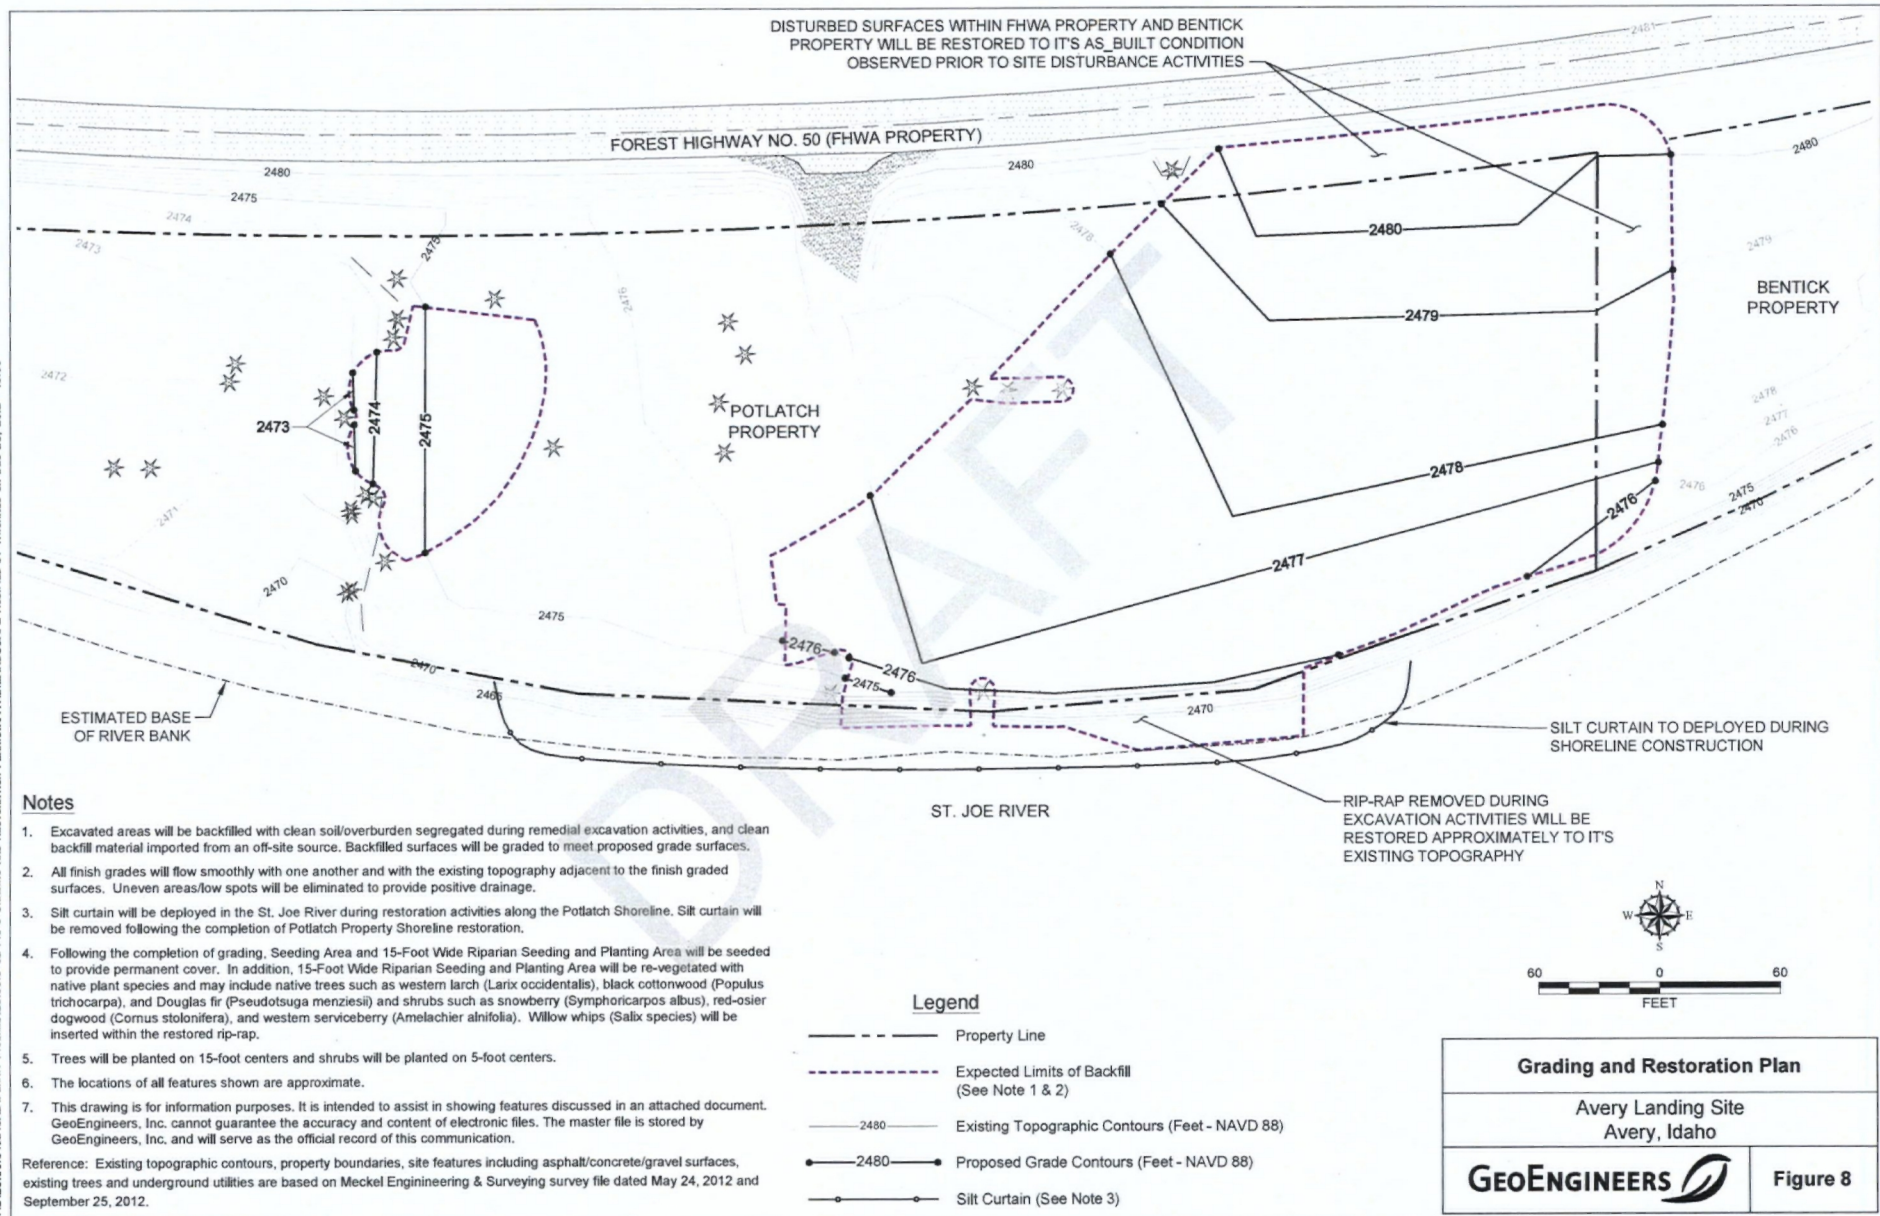 DISTURBED SURFACES WITHIN FHWA PROPERTY AND BENTICK
PROPERTY WILL BE RESTORED TO IT'S AS_BUILT CONDITION
OBSERVED PRIOR TO SITE DISTURBANCE ACTIVITIES
2481
FOREST HIGHWAY NO. 50 (FHWA PROPERTY)
2480
2480
2480
2475
2474
2473
2475
2476
2478
2480
2479
2479
BENTICK
PROPERTY
2472
2473
2474
2475
POTLATCH
PROPERTY
2478
2477
2476
2478
2476
2475
2470
2476
2471
2477
2470
2475
2476
2476
2475
2470
2465
2470
ESTIMATED BASE
OF RIVER BANK
SILT CURTAIN TO DEPLOYED DURING
SHORELINE CONSTRUCTION
ST. JOE RIVER
RIP-RAP REMOVED DURING
EXCAVATION ACTIVITIES WILL BE
RESTORED APPROXIMATELY TO IT'S
EXISTING TOPOGRAPHY
DRAFT
Notes
1. Excavated areas will be backfilled with clean soil/overburden segregated during remedial excavation activities, and clean
backfill material imported from an off-site source. Backfilled surfaces will be graded to meet proposed grade surfaces.
2. All finish grades will flow smoothly with one another and with the existing topography adjacent to the finish graded
surfaces. Uneven areas/low spots will be eliminated to provide positive drainage.
3. Silt curtain will be deployed in the St. Joe River during restoration activities along the Potlatch Shoreline. Silt curtain will
be removed following the completion of Potlatch Property Shoreline restoration.
4. Following the completion of grading, Seeding Area and 15-Foot Wide Riparian Seeding and Planting Area will be seeded
to provide permanent cover. In addition, 15-Foot Wide Riparian Seeding and Planting Area will be re-vegetated with
native plant species and may include native trees such as western larch (Larix occidentalis), black cottonwood (Populus
trichocarpa), and Douglas fir (Pseudotsuga menziesii) and shrubs such as snowberry (Symphoricarpos albus), red-osier
dogwood (Cornus stolonifera), and western serviceberry (Amelachier alnifolia). Willow whips (Salix species) will be
inserted within the restored rip-rap.
5. Trees will be planted on 15-foot centers and shrubs will be planted on 5-foot centers.
6. The locations of all features shown are approximate.
7. This drawing is for information purposes. It is intended to assist in showing features discussed in an attached document.
GeoEngineers, Inc. cannot guarantee the accuracy and content of electronic files. The master file is stored by
GeoEngineers, Inc. and will serve as the official record of this communication.
Reference: Existing topographic contours, property boundaries, site features including asphalt/concrete/gravel surfaces,
existing trees and underground utilities are based on Meckel Enginineering & Surveying survey file dated May 24, 2012 and
September 25, 2012.
Legend
Property Line
Expected Limits of Backfill
(See Note 1 & 2)
2480 Existing Topographic Contours (Feet - NAVD 88)
2480 Proposed Grade Contours (Feet - NAVD 88)
Silt Curtain (See Note 3)
N
W E
S
60 0 60
FEET
Grading and Restoration Plan
Avery Landing Site
Avery, Idaho
GEOENGINEERS
Figure 8